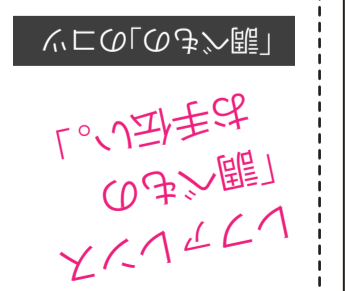 レファレンス
「調べもの
お手伝い。」
「調べもの」のコツ